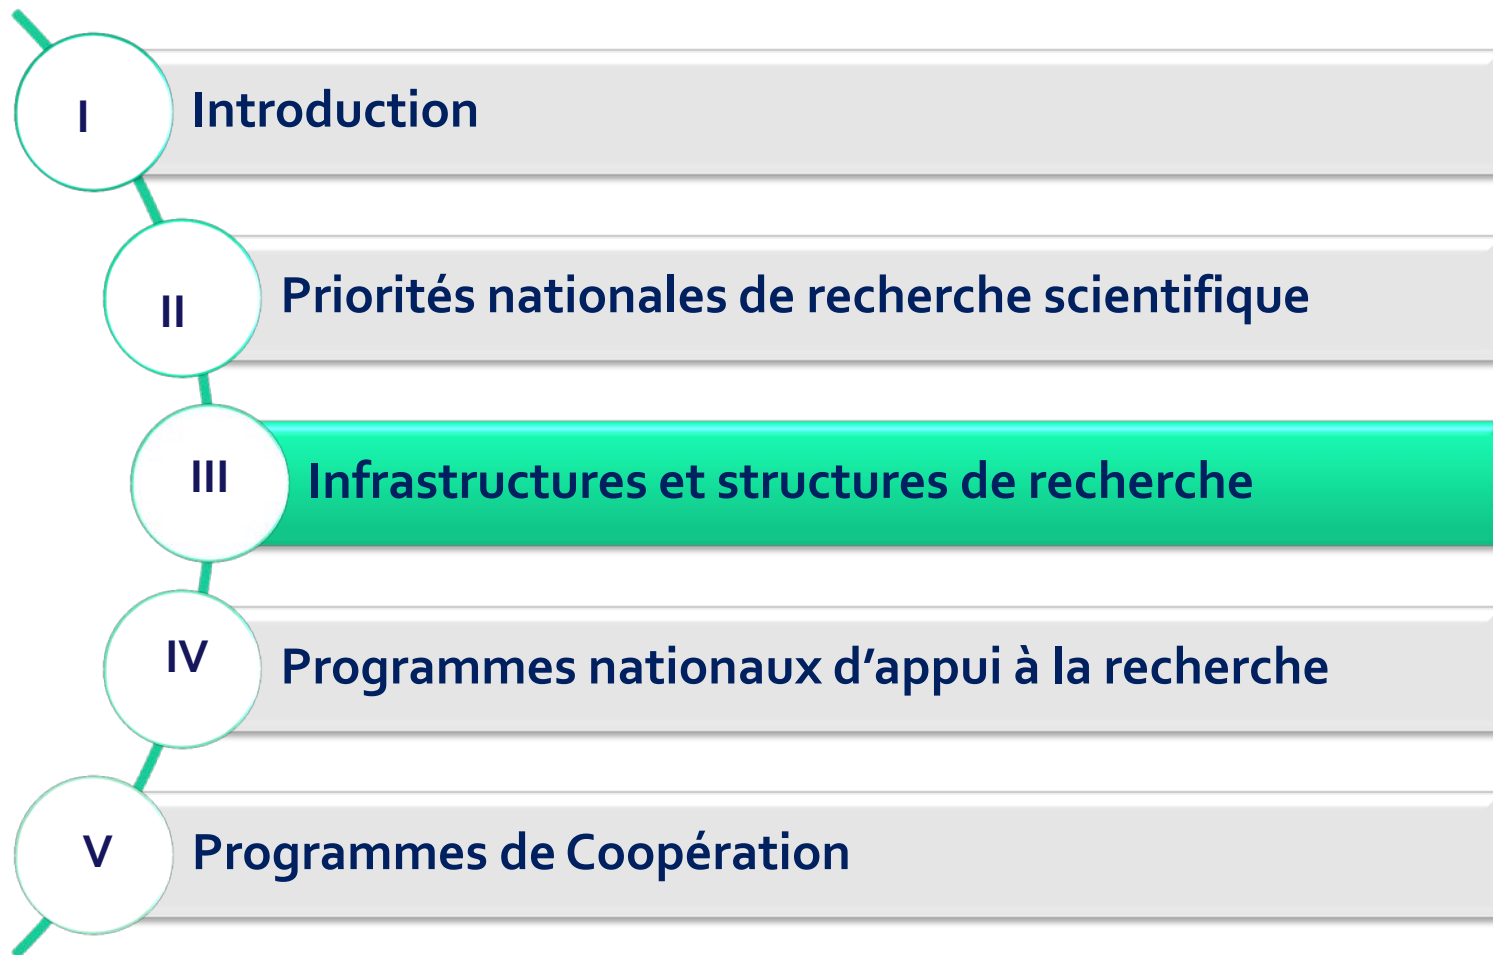 I
Introduction
II
Priorités nationales de recherche scientifique
III
Infrastructures et structures de recherche
IV
Programmes nationaux d’appui à la recherche
V
Programmes de Coopération